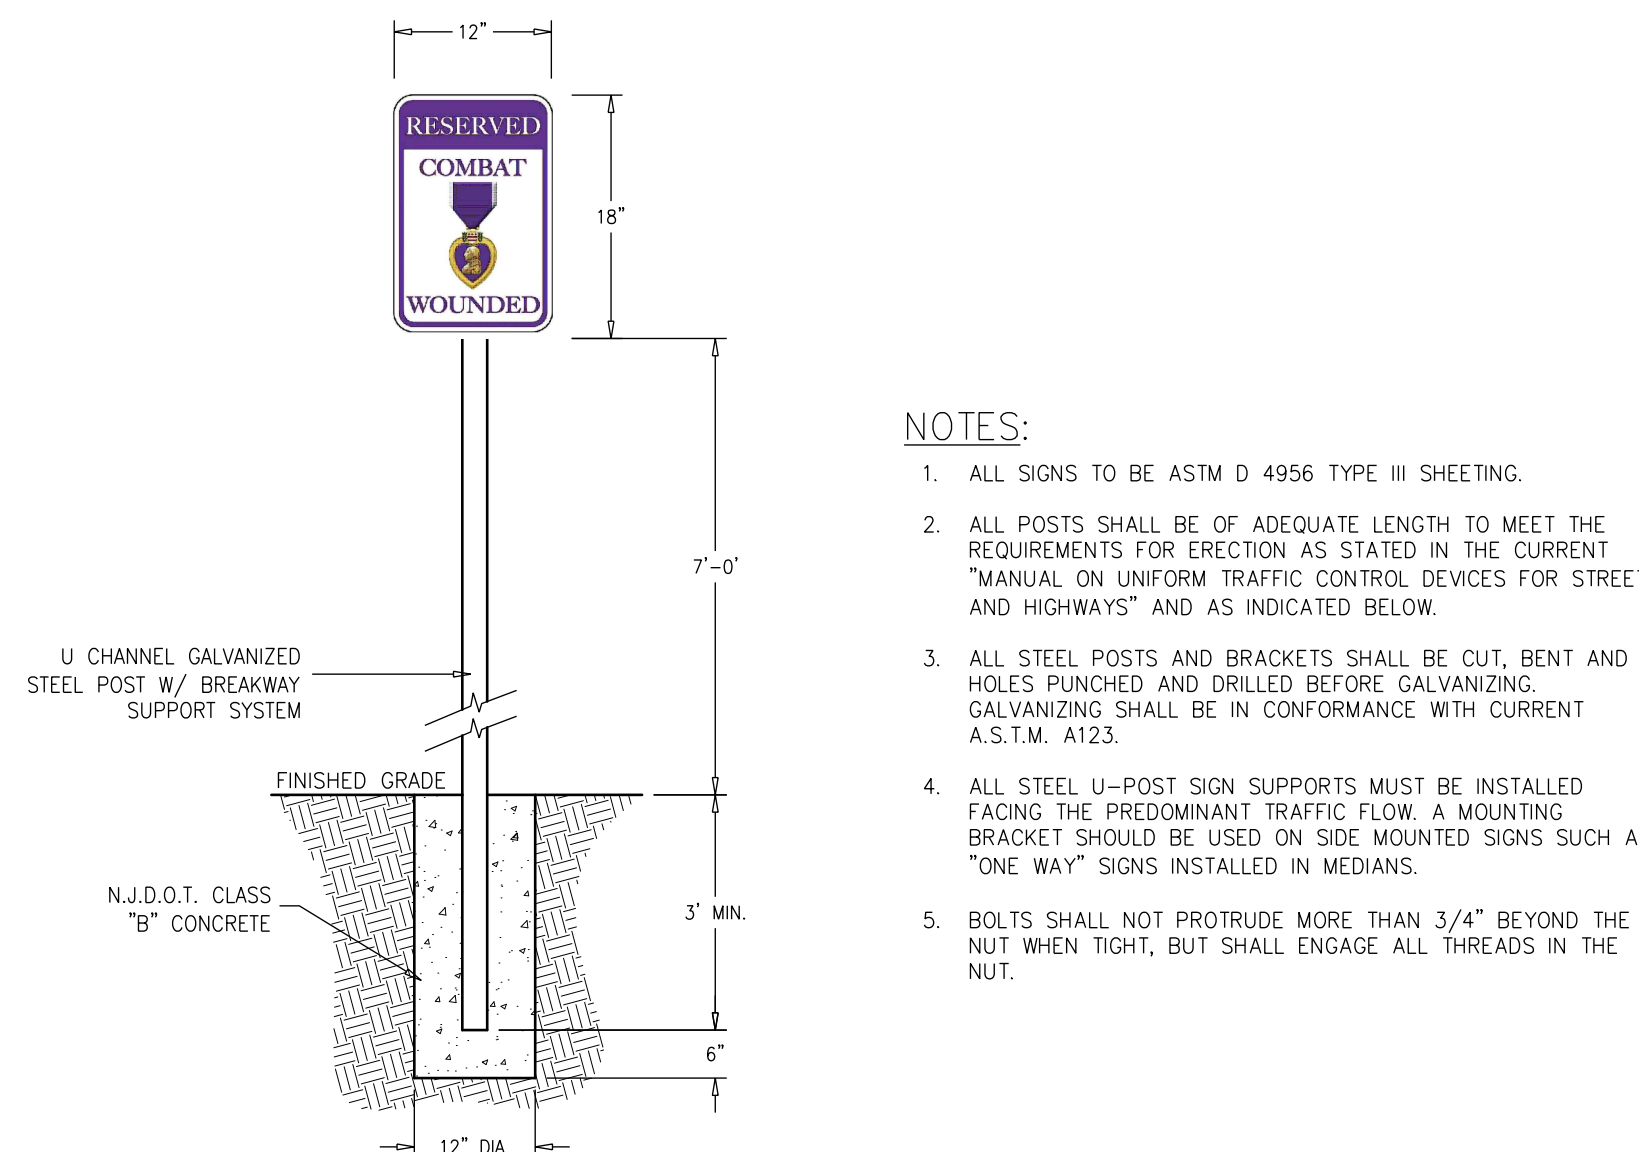 12"
RESERVED
COMBAT
WOUNDED
18"
7'-0'
U CHANNEL GALVANIZED
STEEL POST W/ BREAKWAY
SUPPORT SYSTEM
FINISHED GRADE
N.J.D.O.T. CLASS
"B" CONCRETE
3' MIN.
6"
12" DIA
NOTES:
1. ALL SIGNS TO BE ASTM D 4956 TYPE III SHEETING.
2. ALL POSTS SHALL BE OF ADEQUATE LENGTH TO MEET THE
REQUIREMENTS FOR ERECTION AS STATED IN THE CURRENT
"MANUAL ON UNIFORM TRAFFIC CONTROL DEVICES FOR STREET
AND HIGHWAYS" AND AS INDICATED BELOW.
3. ALL STEEL POSTS AND BRACKETS SHALL BE CUT, BENT AND
HOLES PUNCHED AND DRILLED BEFORE GALVANIZING.
GALVANIZING SHALL BE IN CONFORMANCE WITH CURRENT
A.S.T.M. A123.
4. ALL STEEL U-POST SIGN SUPPORTS MUST BE INSTALLED
FACING THE PREDOMINANT TRAFFIC FLOW. A MOUNTING
BRACKET SHOULD BE USED ON SIDE MOUNTED SIGNS SUCH A
"ONE WAY" SIGNS INSTALLED IN MEDIANS.
5. BOLTS SHALL NOT PROTRUDE MORE THAN 3/4" BEYOND THE
NUT WHEN TIGHT, BUT SHALL ENGAGE ALL THREADS IN THE
NUT.